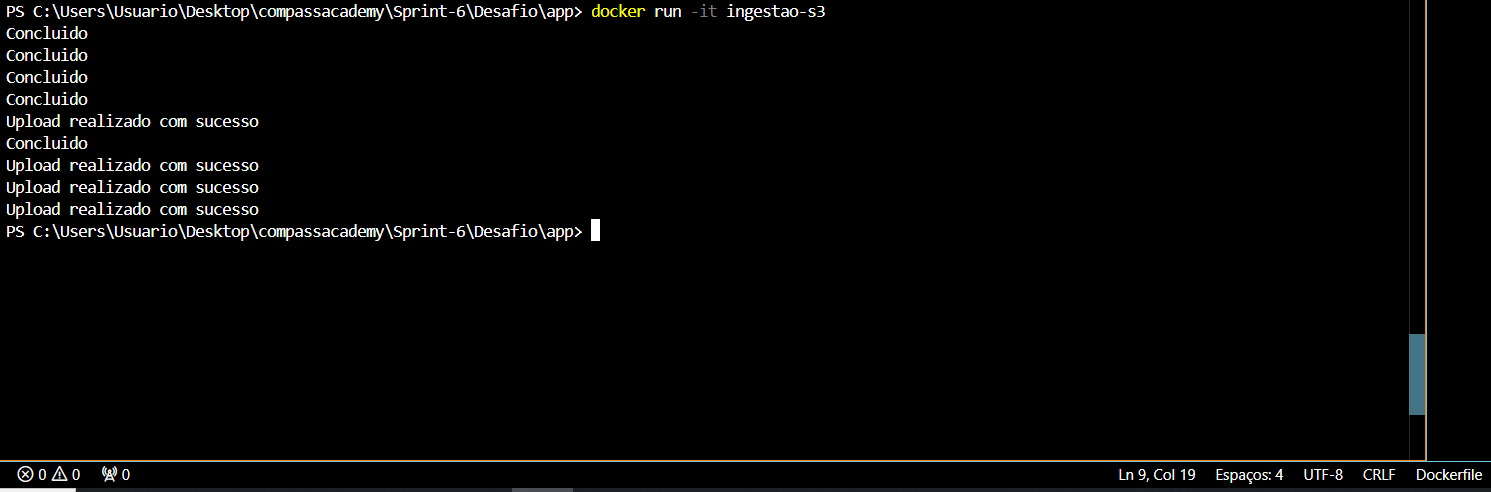 PS C:\Users\Usuario\Desktop\compassacademy\Sprint-6\Desafio\app> docker run -it ingestao-s3
Concluido
Concluido
Concluido
Concluido
Upload realizado com sucesso
Concluido
Upload realizado com sucesso
Upload realizado com sucesso
Upload realizado com sucesso
PS C:\Users\Usuario\Desktop\compassacademy\Sprint-6\Desafio\app>
0 0 0 Ln 9, Col 19 Espaços: 4 UTF-8 CRLF Dockerfile